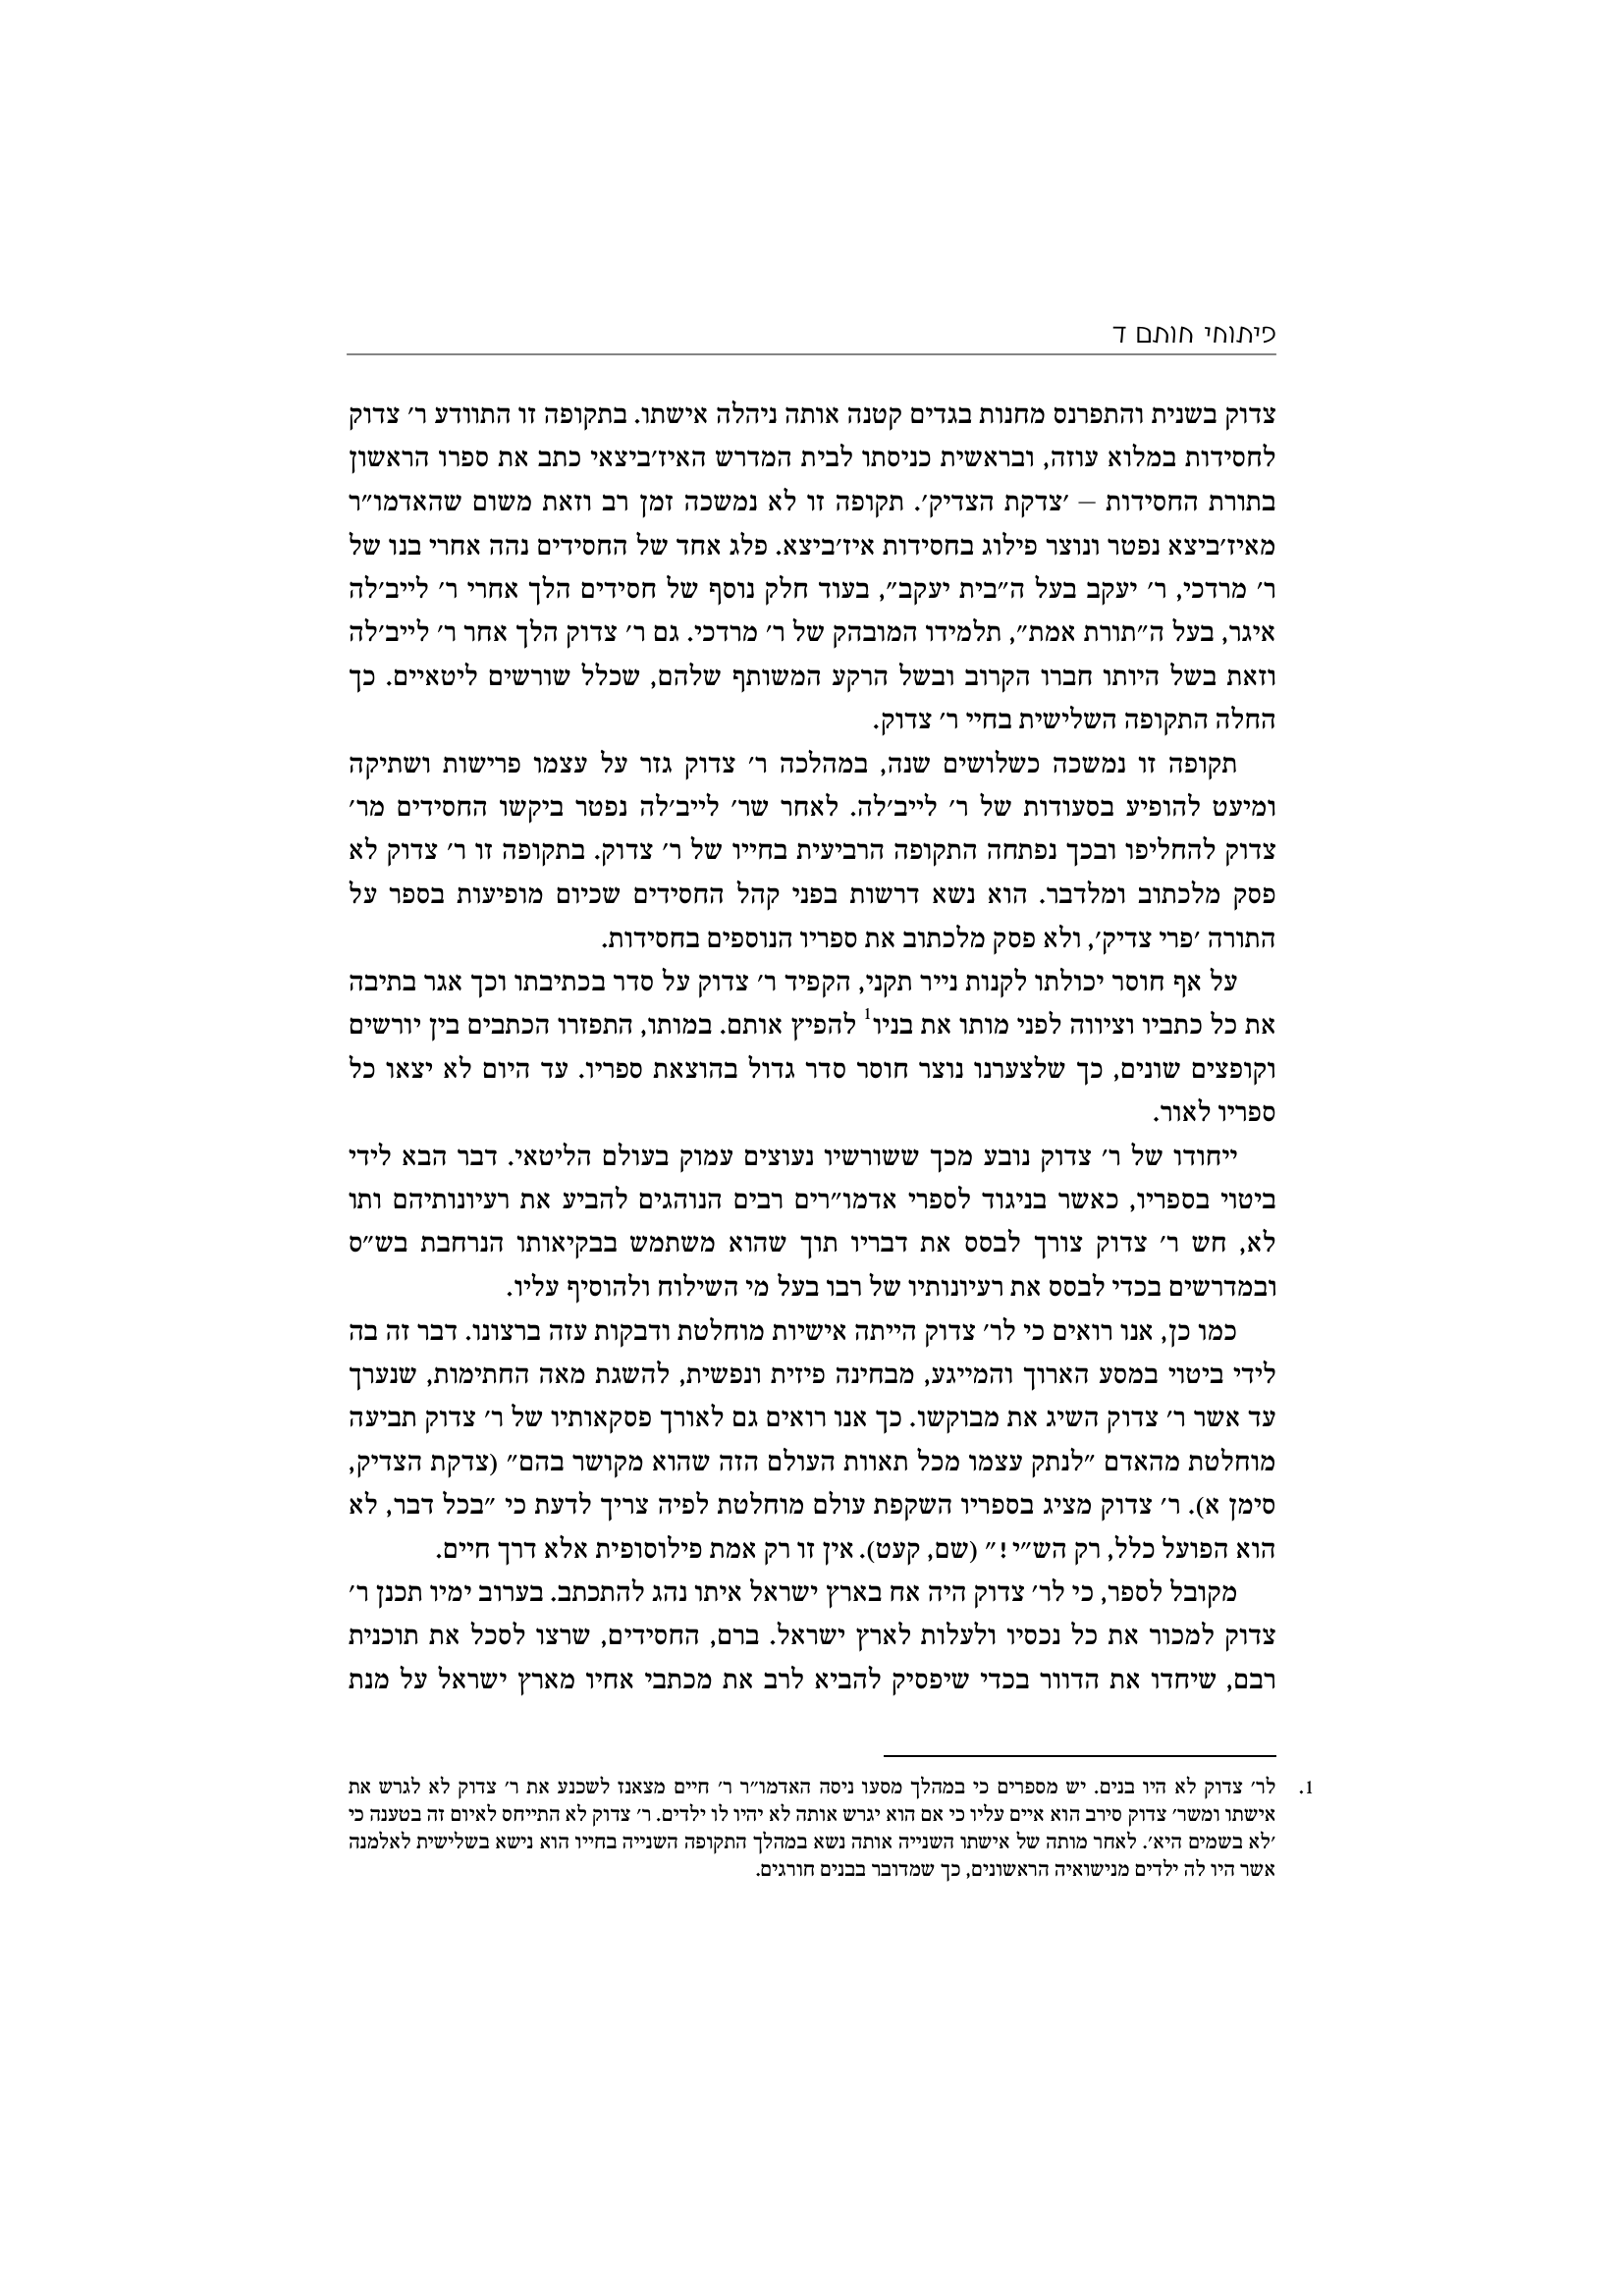 פיתוחי חותם ד
צדוק בשנית והתפרנס מחנות בגדים קטנה אותה ניהלה אישתו. בתקופה זו התוודע ר׳ צדוק
לחסידות במלוא עוזה, ובראשית כניסתו לבית המדרש האיז׳ביצאי כתב את ספרו הראשון
בתורת החסידות – ׳צדקת הצדיק׳. תקופה זו לא נמשכה זמן רב וזאת משום שהאדמו״ר
מאיז׳ביצא נפטר ונוצר פילוג בחסידות איז׳ביצא. פלג אחד של החסידים נהה אחרי בנו של
ר׳ מרדכי, ר׳ יעקב בעל ה״בית יעקב״, בעוד חלק נוסף של חסידים הלך אחרי ר׳ לייב׳לה
איגר, בעל ה״תורת אמת״, תלמידו המובהק של ר׳ מרדכי. גם ר׳ צדוק הלך אחר ר׳ לייב׳לה
וזאת בשל היותו חברו הקרוב ובשל הרקע המשותף שלהם, שכלל שורשים ליטאיים. כך
החלה התקופה השלישית בחיי ר׳ צדוק.
תקופה זו נמשכה כשלושים שנה, במהלכה ר׳ צדוק גזר על עצמו פרישות ושתיקה
ומיעט להופיע בסעודות של ר׳ לייב׳לה. לאחר שר׳ לייב׳לה נפטר ביקשו החסידים מר׳
צדוק להחליפו ובכך נפתחה התקופה הרביעית בחייו של ר׳ צדוק. בתקופה זו ר׳ צדוק לא
פסק מלכתוב ומלדבר. הוא נשא דרשות בפני קהל החסידים שכיום מופיעות בספר על
התורה ׳פרי צדיק׳, ולא פסק מלכתוב את ספריו הנוספים בחסידות.
על אף חוסר יכולתו לקנות נייר תקני, הקפיד ר׳ צדוק על סדר בכתיבתו וכך אגר בתיבה
את כל כתביו וציווה לפני מותו את בניו1 להפיץ אותם. במותו, התפזרו הכתבים בין יורשים
וקופצים שונים, כך שלצערנו נוצר חוסר סדר גדול בהוצאת ספריו. עד היום לא יצאו כל
ספריו לאור.
ייחודו של ר׳ צדוק נובע מכך ששורשיו נעוצים עמוק בעולם הליטאי. דבר הבא לידי
ביטוי בספריו, כאשר בניגוד לספרי אדמו״רים רבים הנוהגים להביע את רעיונותיהם ותו
לא, חש ר׳ צדוק צורך לבסס את דבריו תוך שהוא משתמש בבקיאותו הנרחבת בש״ס
ובמדרשים בכדי לבסס את רעיונותיו של רבו בעל מי השילוח ולהוסיף עליו.
כמו כן, אנו רואים כי לר׳ צדוק הייתה אישיות מוחלטת ודבקות עזה ברצונו. דבר זה בה
לידי ביטוי במסע הארוך והמייגע, מבחינה פיזית ונפשית, להשגת מאה החתימות, שנערך
עד אשר ר׳ צדוק השיג את מבוקשו. כך אנו רואים גם לאורך פסקאותיו של ר׳ צדוק תביעה
מוחלטת מהאדם ״לנתק עצמו מכל תאוות העולם הזה שהוא מקושר בהם״ (צדקת הצדיק,
סימן א). ר׳ צדוק מציג בספריו השקפת עולם מוחלטת לפיה צריך לדעת כי ״בכל דבר, לא
הוא הפועל כלל, רק הש״י!״ (שם, קעט). אין זו רק אמת פילוסופית אלא דרך חיים.
מקובל לספר, כי לר׳ צדוק היה אח בארץ ישראל איתו נהג להתכתב. בערוב ימיו תכנן ר׳
צדוק למכור את כל נכסיו ולעלות לארץ ישראל. ברם, החסידים, שרצו לסכל את תוכנית
רבם, שיחדו את הדוור בכדי שיפסיק להביא לרב את מכתבי אחיו מארץ ישראל על מנת
1. לר׳ צדוק לא היו בנים. יש מספרים כי במהלך מסעו ניסה האדמו״ר ר׳ חיים מצאנז לשכנע את ר׳ צדוק לא לגרש את
אישתו ומשר׳ צדוק סירב הוא איים עליו כי אם הוא יגרש אותה לא יהיו לו ילדים. ר׳ צדוק לא התייחס לאיום זה בטענה כי
׳לא בשמים היא׳. לאחר מותה של אישתו השנייה אותה נשא במהלך התקופה השנייה בחייו הוא נישא בשלישית לאלמנה
אשר היו לה ילדים מנישואיה הראשונים, כך שמדובר בבנים חורגים.